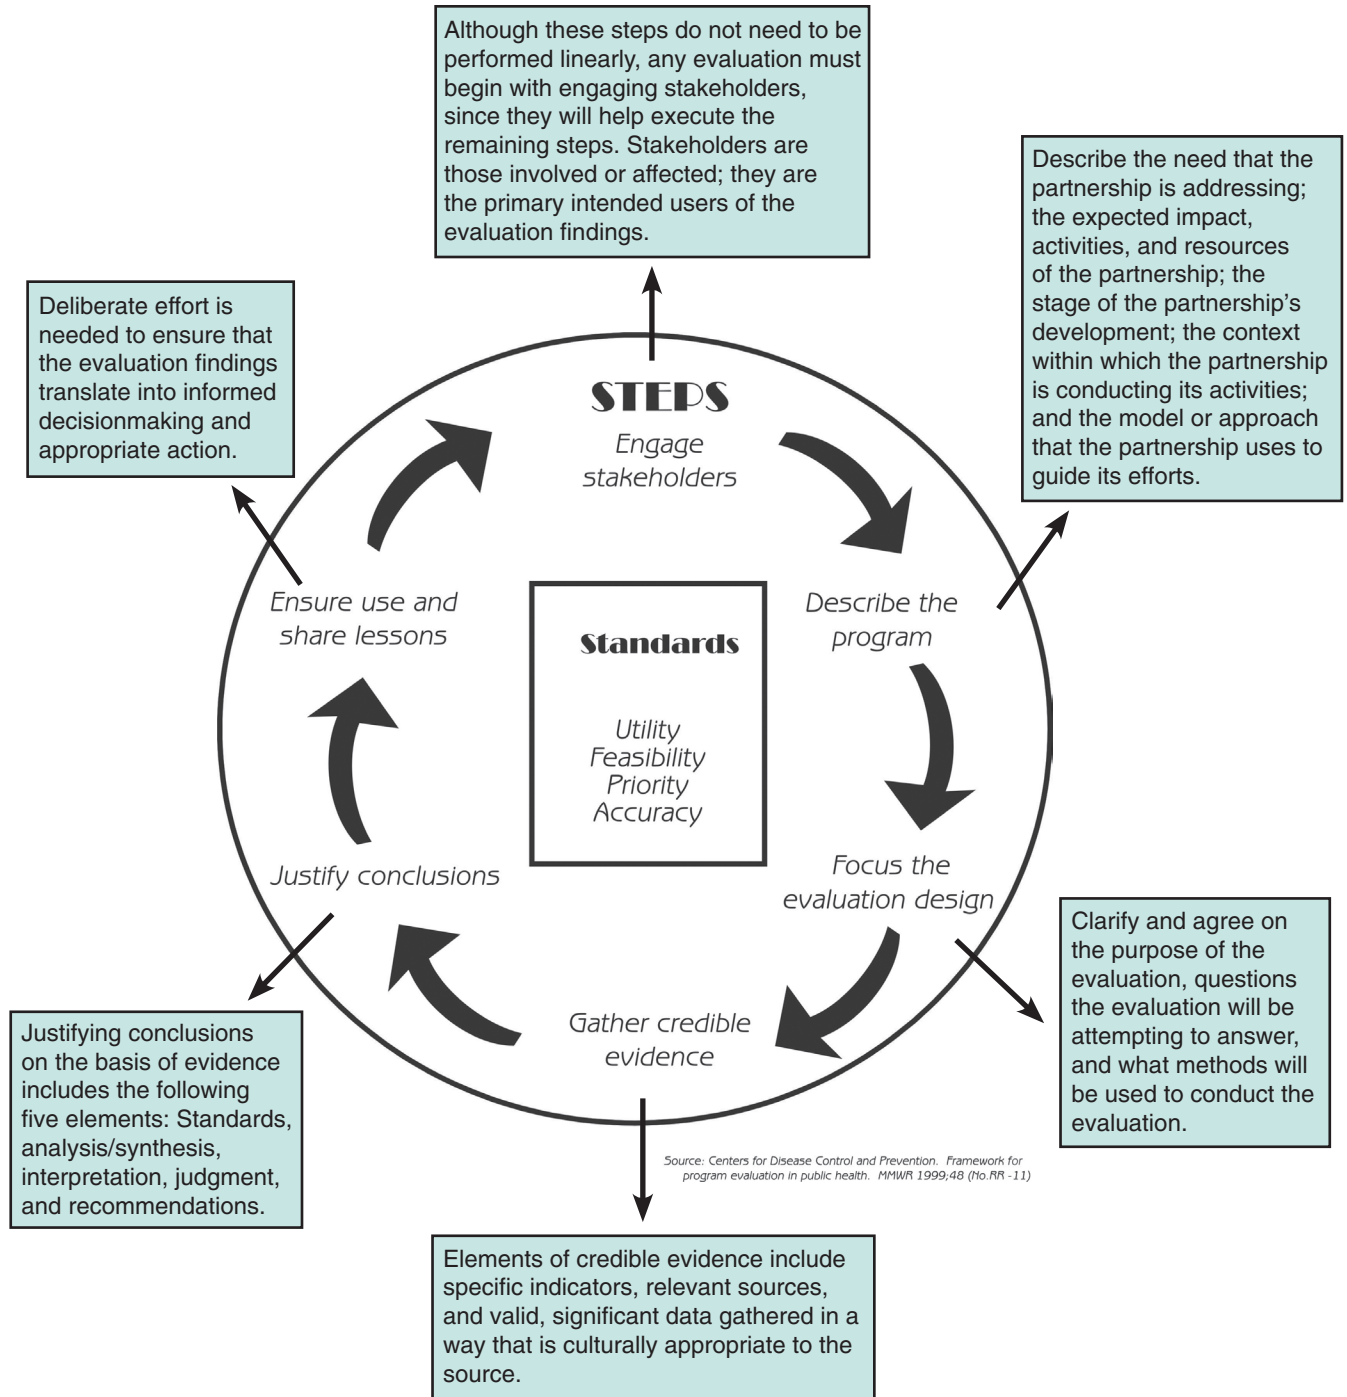 Although these steps do not need to be
performed linearly, any evaluation must
begin with engaging stakeholders,
since they will help execute the
remaining steps. Stakeholders are
those involved or affected; they are
the primary intended users of the
evaluation findings.
Describe the need that the
partnership is addressing;
the expected impact,
activities, and resources
of the partnership; the
stage of the partnership's
development; the context
within which the partnership
is conducting its activities;
and the model or approach
that the partnership uses to
guide its efforts.
Deliberate effort is
needed to ensure that
the evaluation findings
translate into informed
decisionmaking and
appropriate action.
STEPS
Engage
stakeholders
Ensure use and
share lessons
Describe the
program
Standards
Utility
Feasibility
Priority
Accuracy
Justify conclusions
Focus the
evaluation design
Gather credible
evidence
Clarify and agree on
the purpose of the
evaluation, questions
the evaluation will be
attempting to answer,
and what methods will
be used to conduct the
evaluation.
Justifying conclusions
on the basis of evidence
includes the following
five elements: Standards,
analysis/synthesis,
interpretation, judgment,
and recommendations.
Source: Centers for Disease Control and Prevention. Framework for
program evaluation in public health. MMWR 1999;48 (No.RR -11)
Elements of credible evidence include
specific indicators, relevant sources,
and valid, significant data gathered in a
way that is culturally appropriate to the
source.